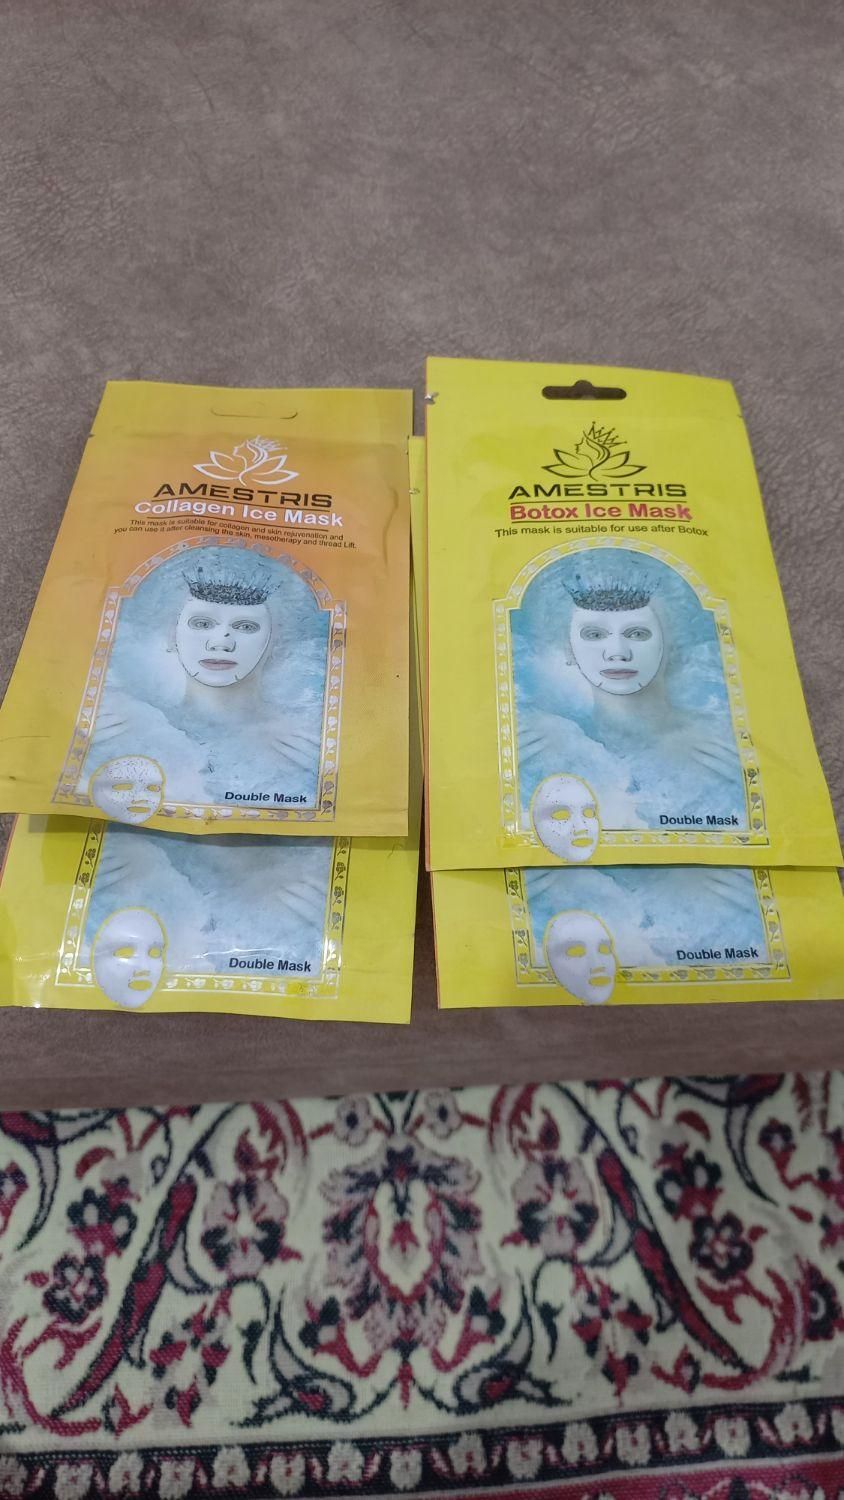 AMESTRIS
Collagen Ice Mask
This mask is suitable for collagen and skin rejuvenation and
you can use it after cleansing the skin, mesotherapy and thread Lift.
Double Mask
Double Mask
AMESTRIS
Botox Ice Mask
This mask is suitable for use after Botox
Double Mask
Double Mask